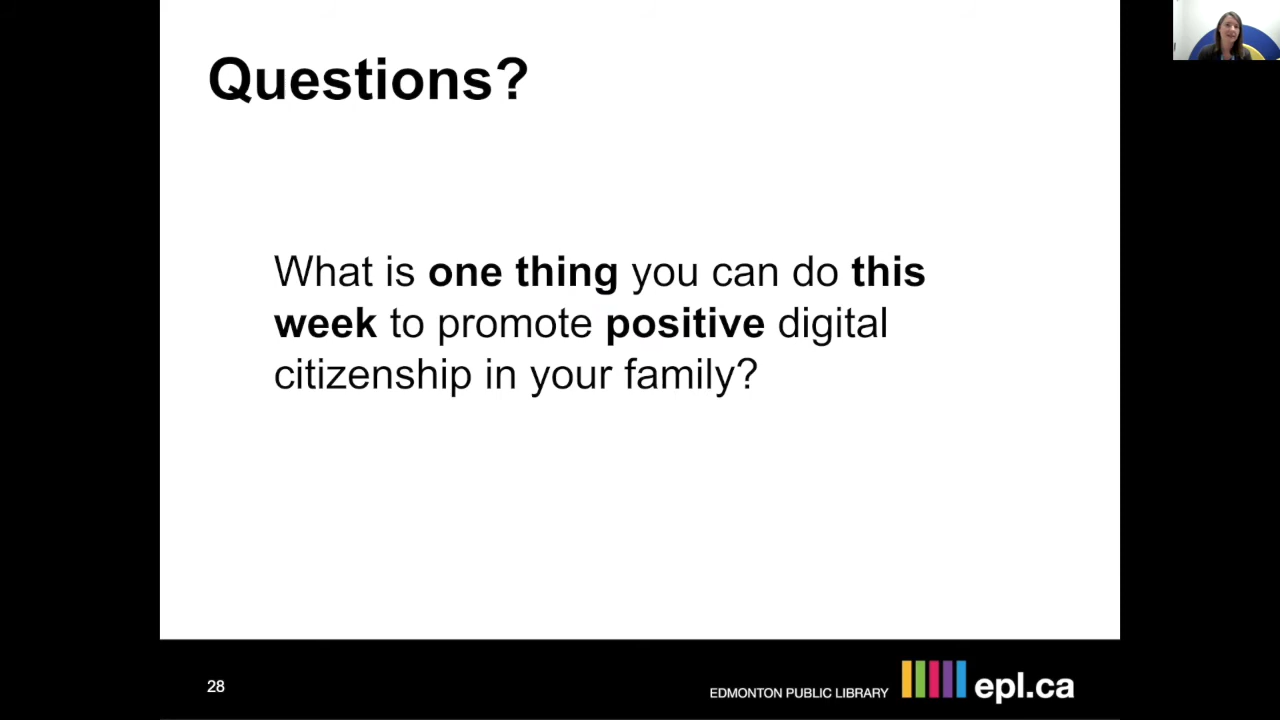 Questions?
What is one thing you can do this
week to promote positive digital
citizenship in your family?
28
EDMONTON PUBLIC LIBRARY
epl.ca